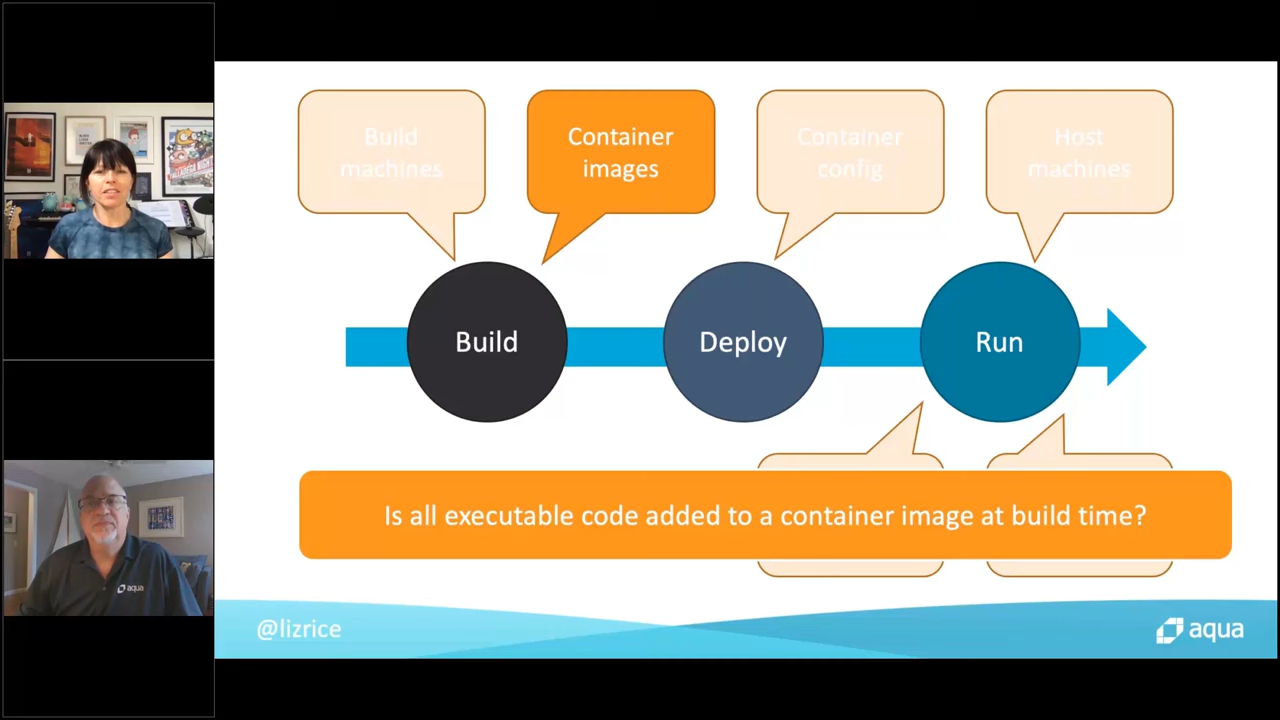 Build
machines
Container
images
Container
config
Host
machines
Build
Deploy
Run
Is all executable code added to a container image at build time?
@lizrice
aqua
aqua